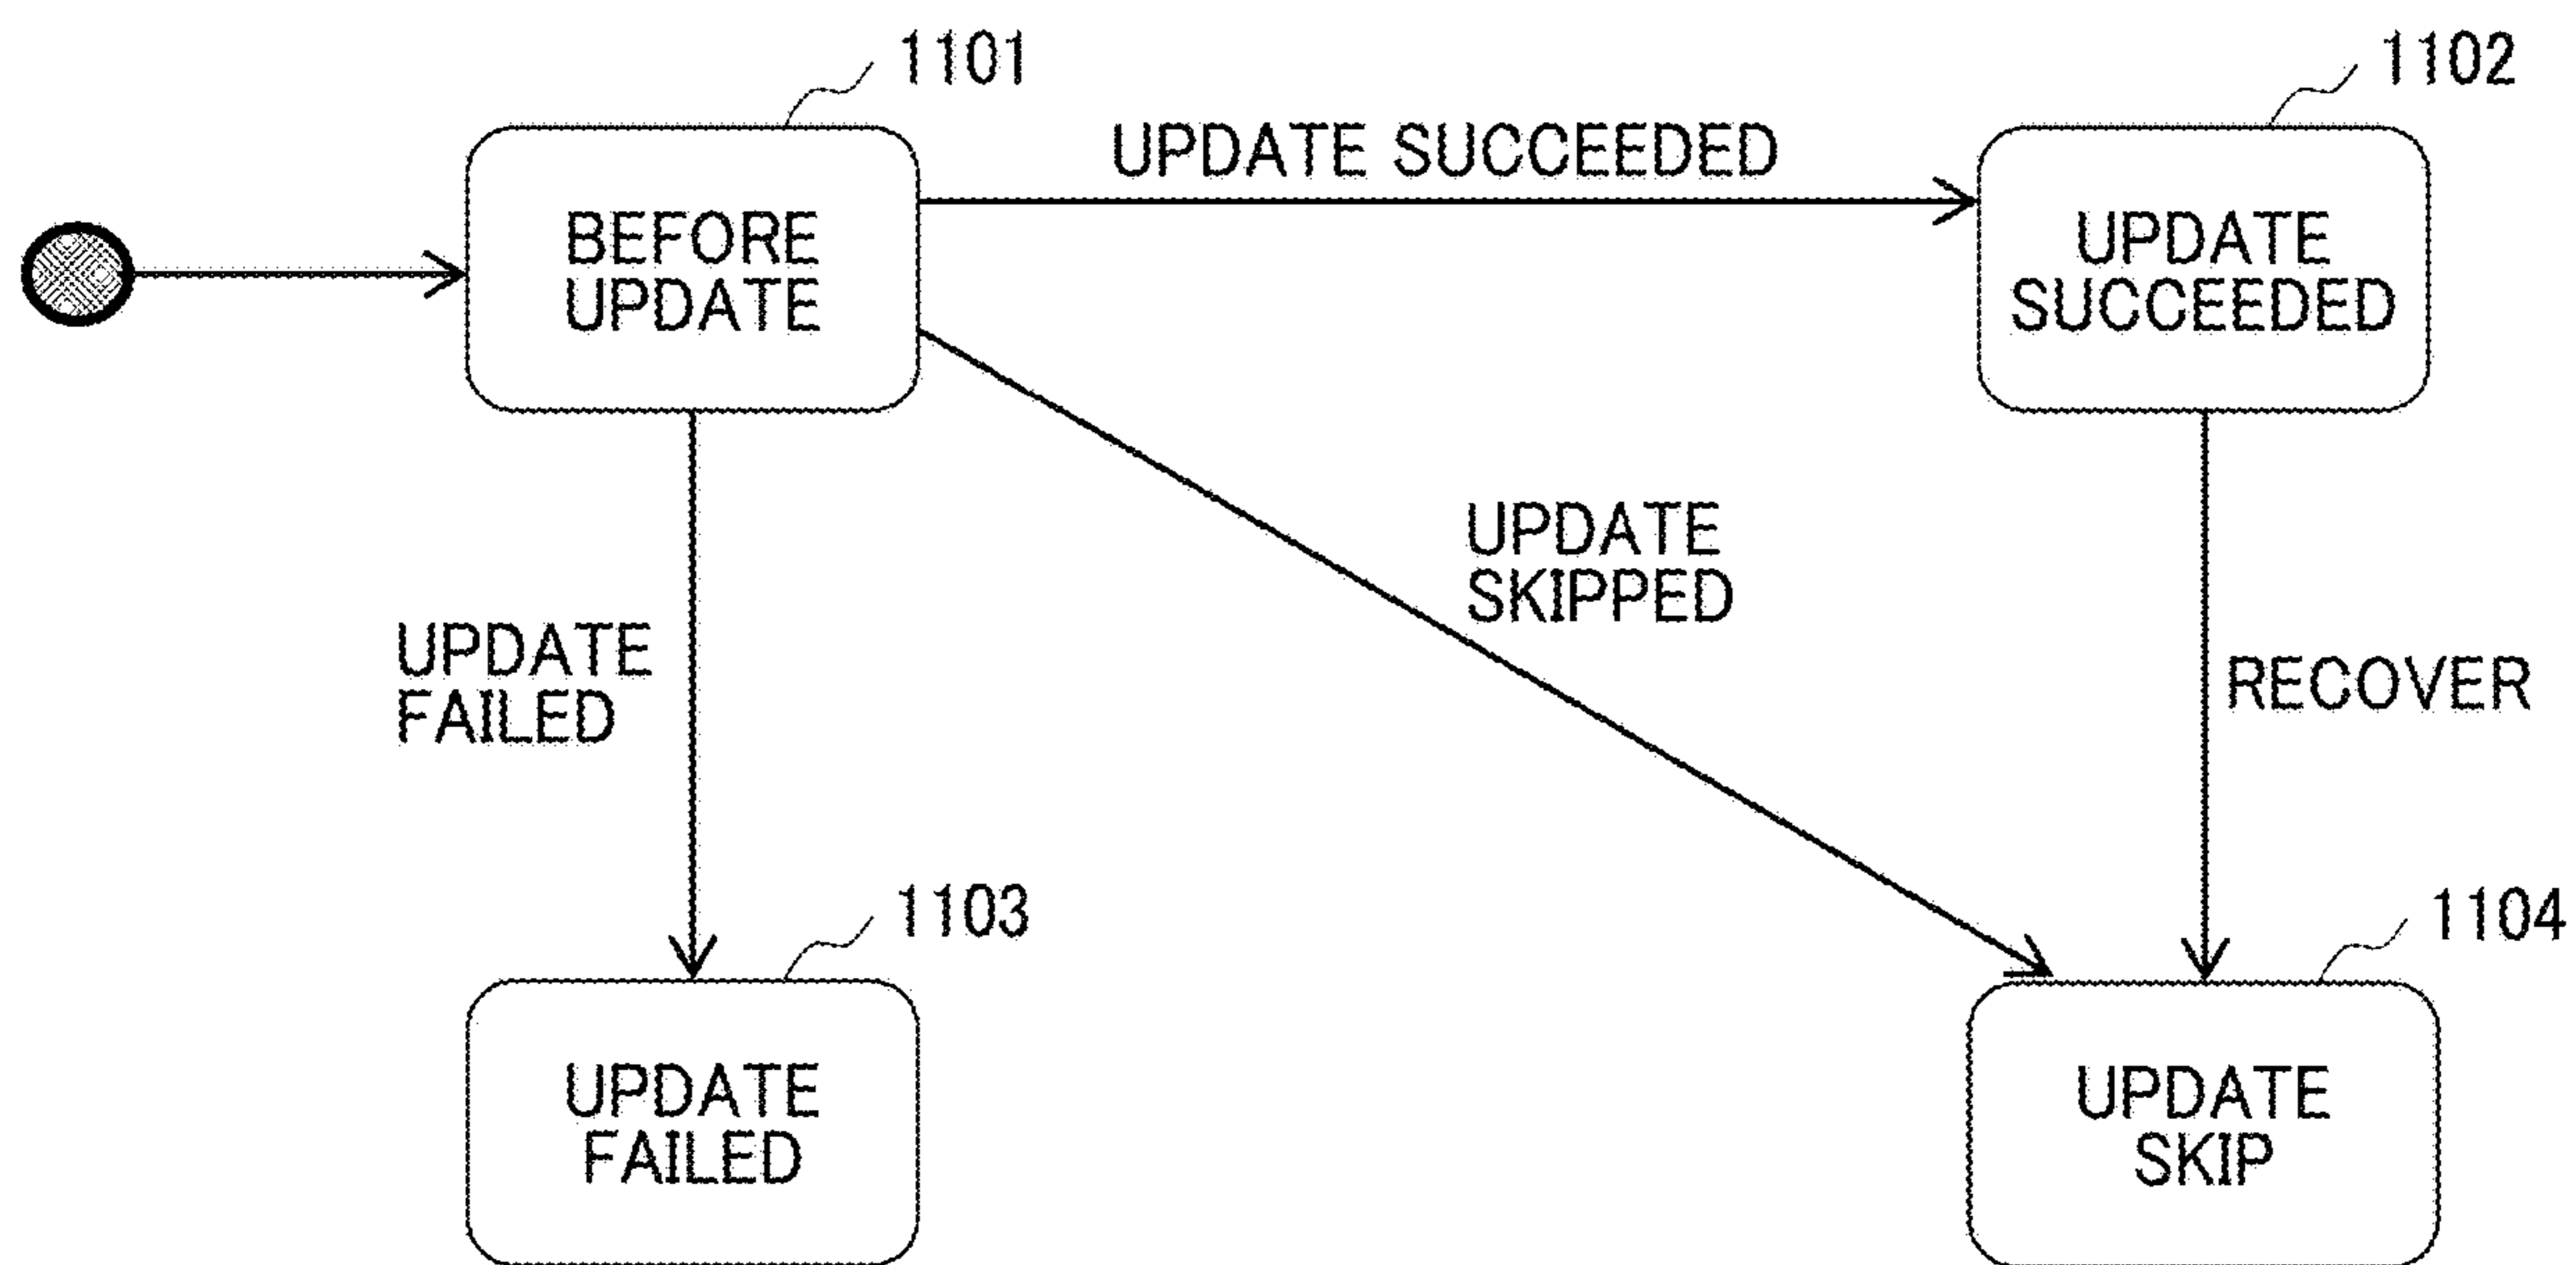 1101
1102
UPDATE SUCCEEDED
BEFORE
UPDATE
UPDATE
SUCCEEDED
UPDATE
SKIPPED
UPDATE
FAILED
RECOVER
1103
1104
UPDATE
FAILED
UPDATE
SKIP